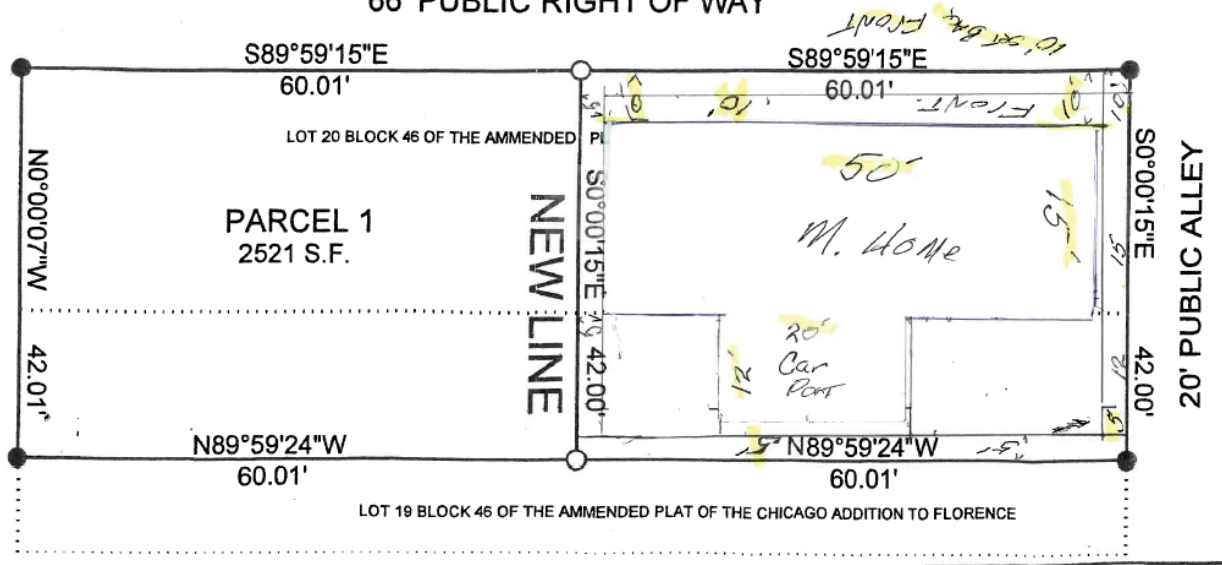 66' PUBLIC RIGHT OF WAY
10' SET BACK FRONT
S89°59'15"E
60.01'
S89°59'15"E
60.01'
10'
10'
FRONT.
10'
10'
LOT 20 BLOCK 46 OF THE AMMENDED PL
N0°00'07"W
42.01'
PARCEL 1
2521 S.F.
NEW LINE
S0°00'15"E
42.00'
50'
M. HOME
15'
20'
Car
Port
12'
15
12
5'
S0°00'15"E
42.00'
20' PUBLIC ALLEY
N89°59'24"W
60.01'
5'
N89°59'24"W
5'
60.01'
LOT 19 BLOCK 46 OF THE AMMENDED PLAT OF THE CHICAGO ADDITION TO FLORENCE